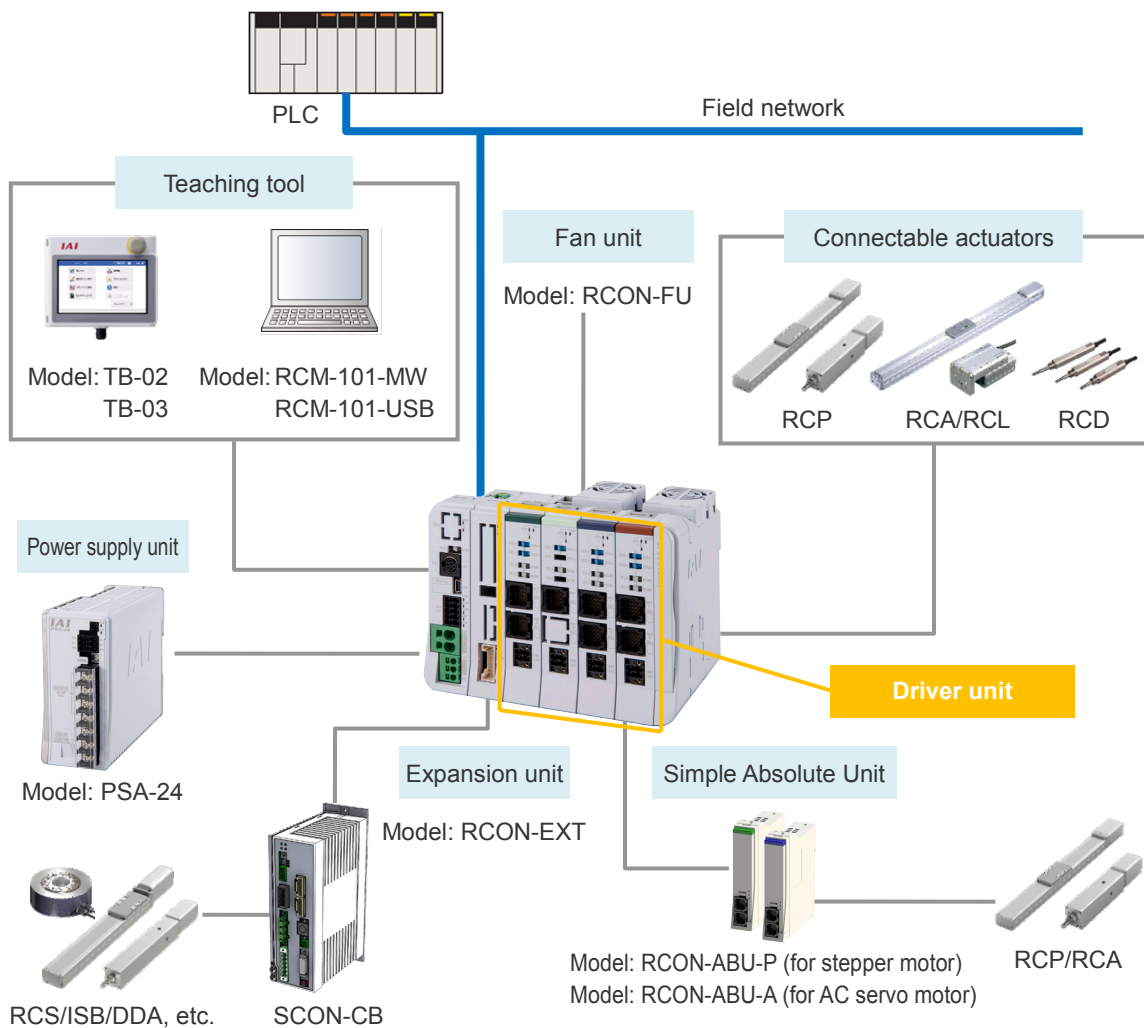 PLC
Field network
Teaching tool
IAI
Model: TB-02
TB-03
Model: RCM-101-MW
RCM-101-USB
Fan unit
Model: RCON-FU
Connectable actuators
RCP
RCA/RCL
RCD
Power supply unit
IAI
Model: PSA-24
Driver unit
Expansion unit
Model: RCON-EXT
Simple Absolute Unit
Model: RCON-ABU-P (for stepper motor)
Model: RCON-ABU-A (for AC servo motor)
RCP/RCA
RCS/ISB/DDA, etc.
SCON-CB